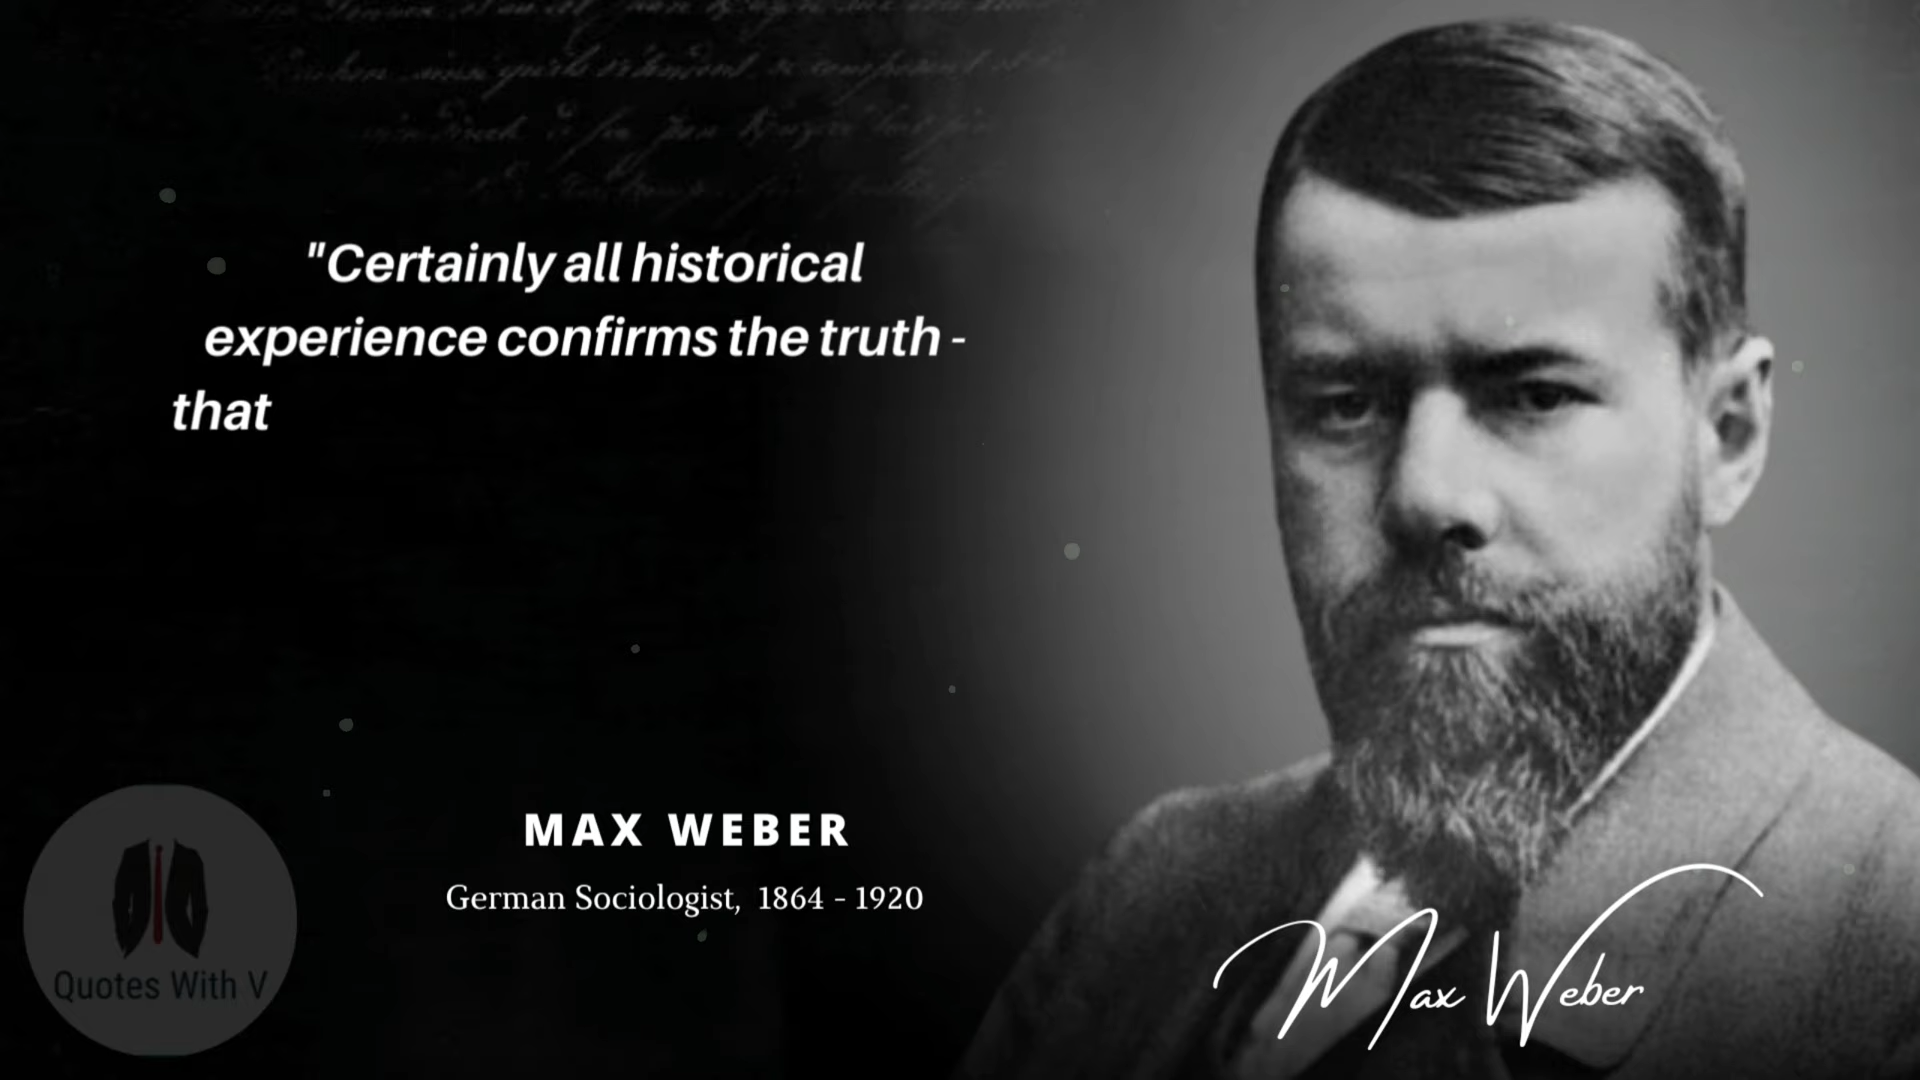 "Certainly all historical
experience confirms the truth -
that
MAX WEBER
German Sociologist, 1864 - 1920
Quotes With V
Max Weber